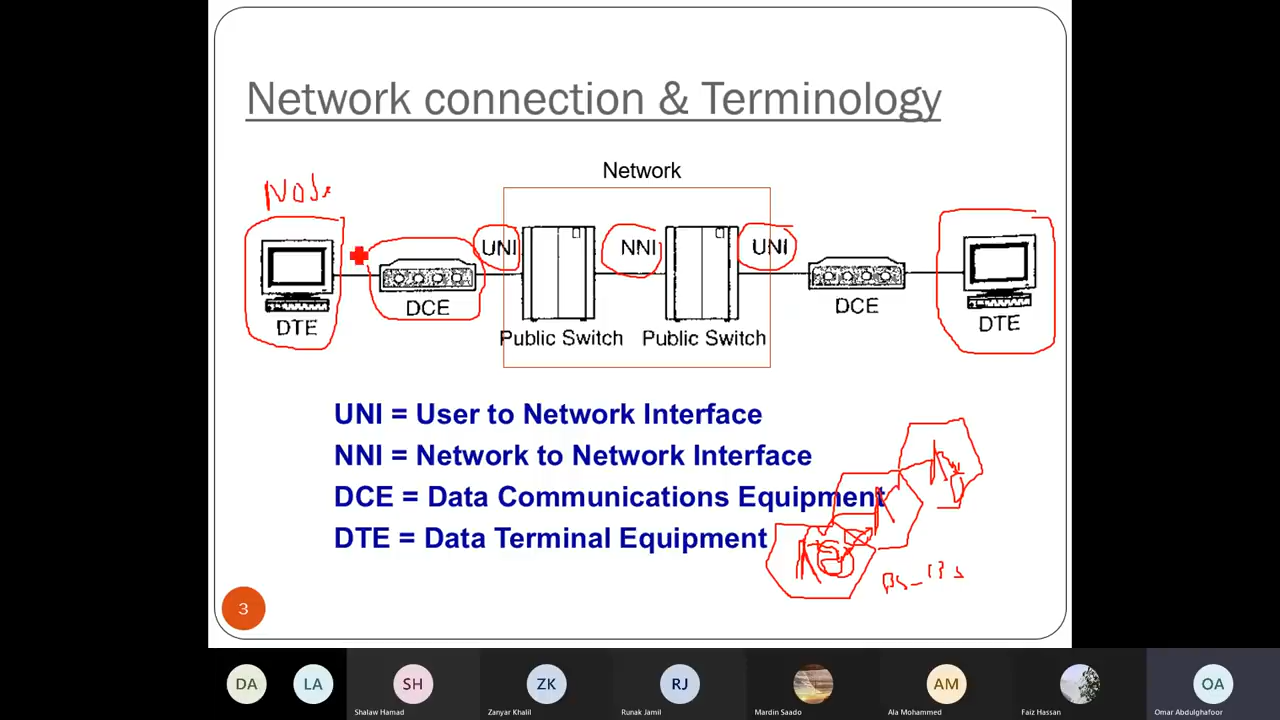 Network connection & Terminology
Network
Node
UNI
NNI
UNI
DCE
DCE
DTE
DTE
Public Switch
Public Switch
UNI = User to Network Interface
NNI = Network to Network Interface
DCE = Data Communications Equipment
DTE = Data Terminal Equipment
3
DA
LA
SH
ZK
RJ
AM
OA
Shalaw Hamad
Zanyar Khalil
Runak Jamil
Mardin Saado
Ala Mohammed
Faiz Hassan
Omar Abdulghafoor